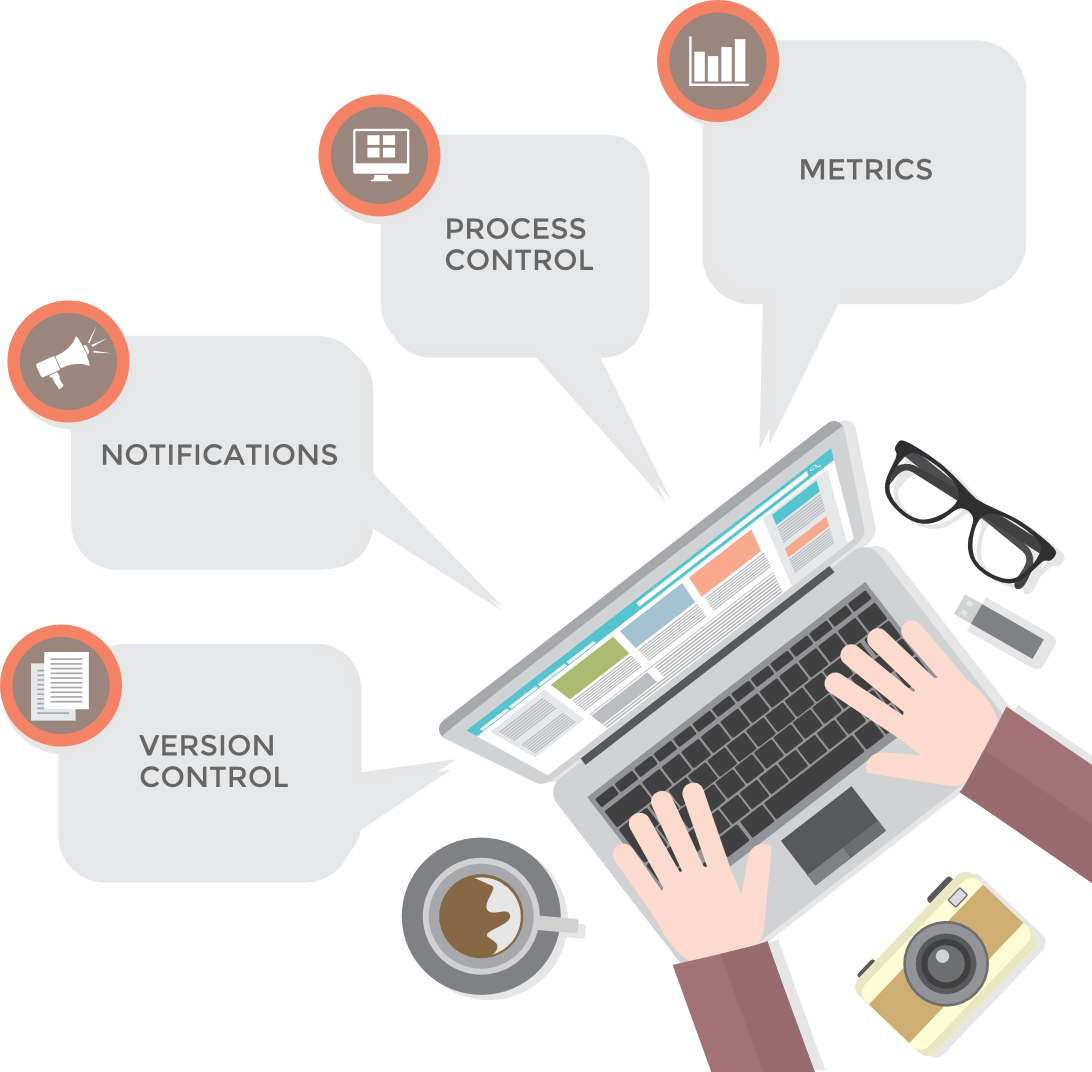 METRICS
PROCESS
CONTROL
NOTIFICATIONS
VERSION
CONTROL